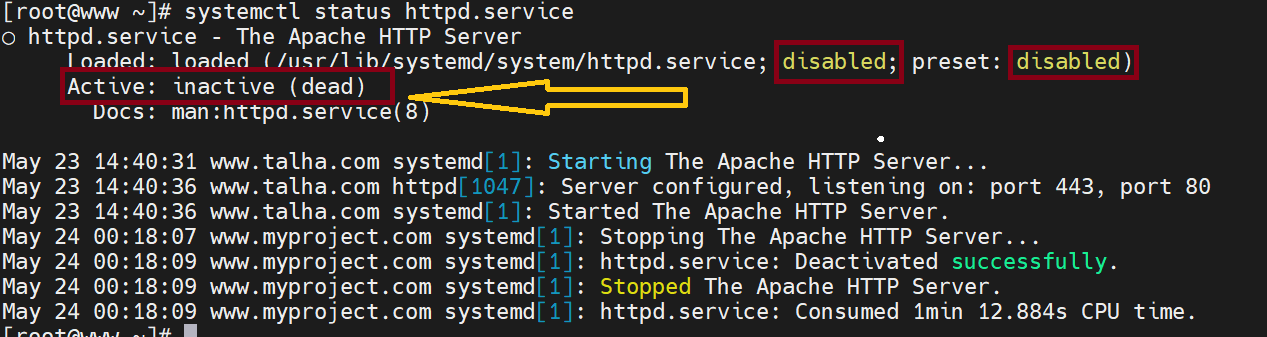 [root@www ~]# systemctl status httpd.service
○ httpd.service - The Apache HTTP Server
Loaded: loaded (/usr/lib/systemd/system/httpd.service; disabled; preset: disabled)
Active: inactive (dead)
Docs: man:httpd.service(8)
May 23 14:40:31 www.talha.com systemd[1]: Starting The Apache HTTP Server...
May 23 14:40:36 www.talha.com httpd[1047]: Server configured, listening on: port 443, port 80
May 23 14:40:36 www.talha.com systemd[1]: Started The Apache HTTP Server.
May 24 00:18:07 www.myproject.com systemd[1]: Stopping The Apache HTTP Server...
May 24 00:18:09 www.myproject.com systemd[1]: httpd.service: Deactivated successfully.
May 24 00:18:09 www.myproject.com systemd[1]: Stopped The Apache HTTP Server.
May 24 00:18:09 www.myproject.com systemd[1]: httpd.service: Consumed 1min 12.884s CPU time.
[root@www ~]#